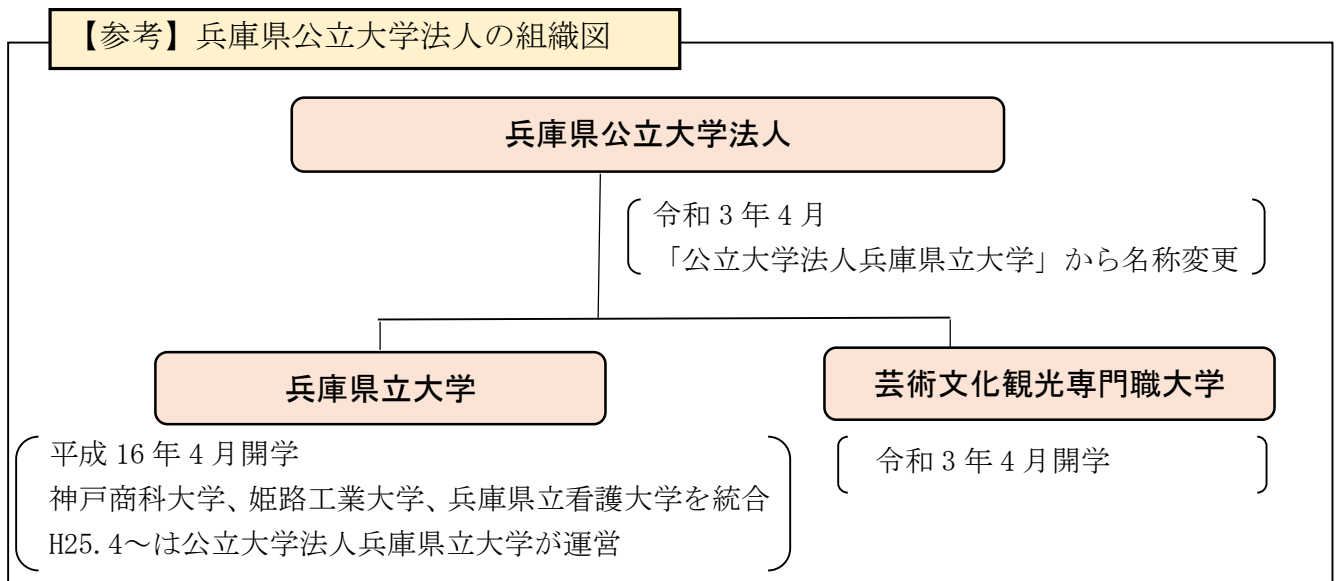 【参考】兵庫県公立大学法人の組織図
兵庫県公立大学法人
令和3年4月
「公立大学法人兵庫県立大学」から名称変更
兵庫県立大学
平成16年4月開学
神戸商科大学、姫路工業大学、兵庫県立看護大学を統合
H25.4～は公立大学法人兵庫県立大学が運営
芸術文化観光専門職大学
令和3年4月開学